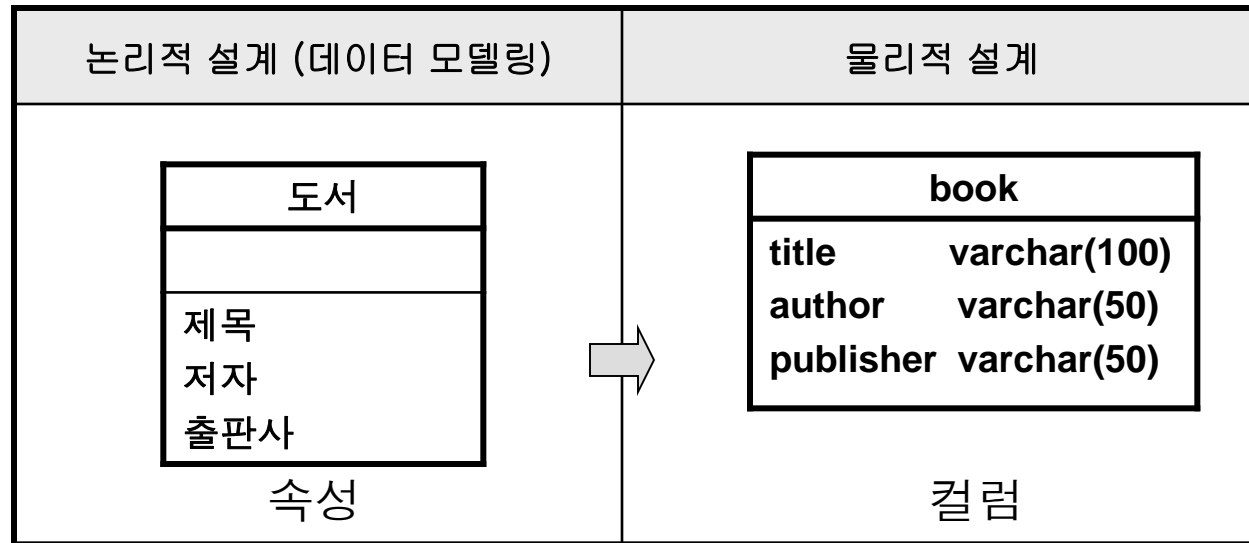 논리적 설계 (데이터 모델링)
물리적 설계
도서
제목
저자
출판사
속성
book
title varchar(100)
author varchar(50)
publisher varchar(50)
컬럼